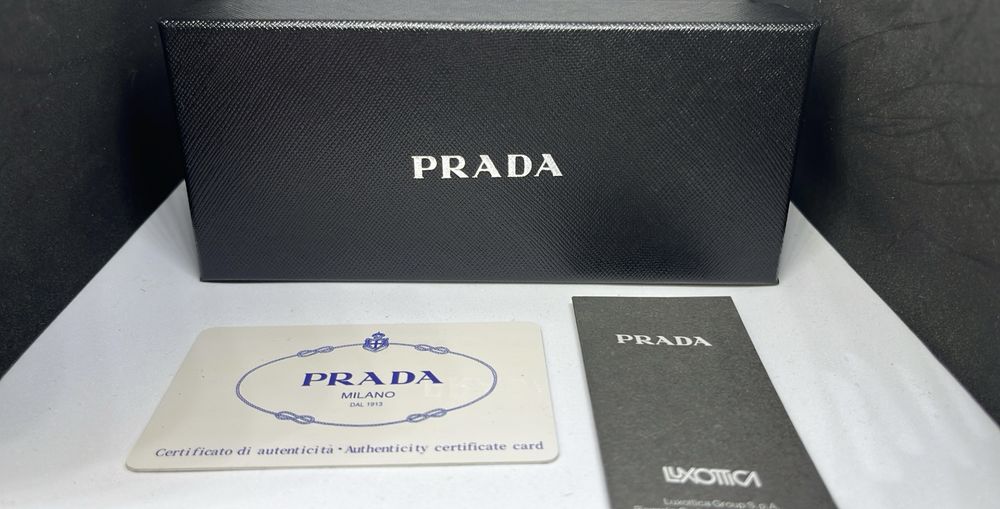 PRADA
PRADA
MILANO
DAL 1913
Certificato di autenticità • Authenticity certificate card
PRADA
LUXOTTICA
Luxottica Group S.p.A.